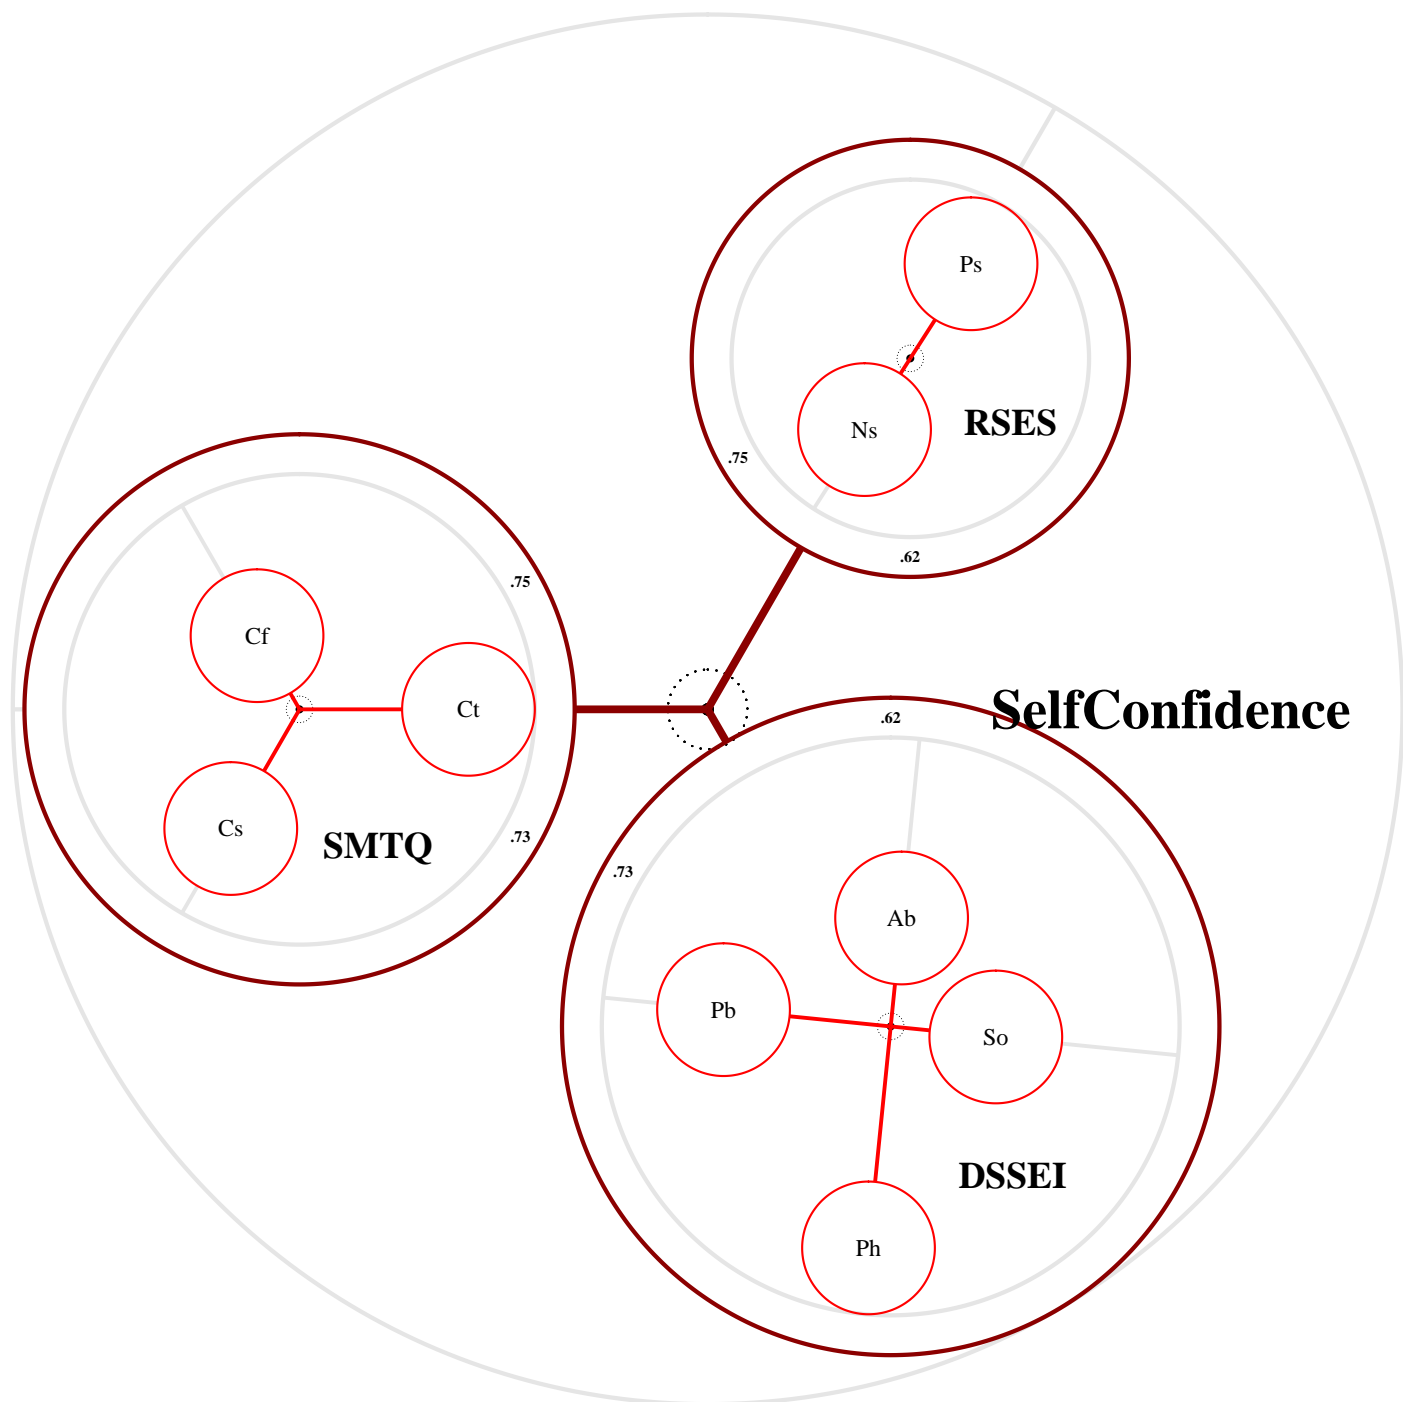 Ps
Ns
RSES
.75
.62
.75
Cf
Ct
Cs
SMTQ
.73
SelfConfidence
.62
.73
Ab
Pb
So
DSSEI
Ph